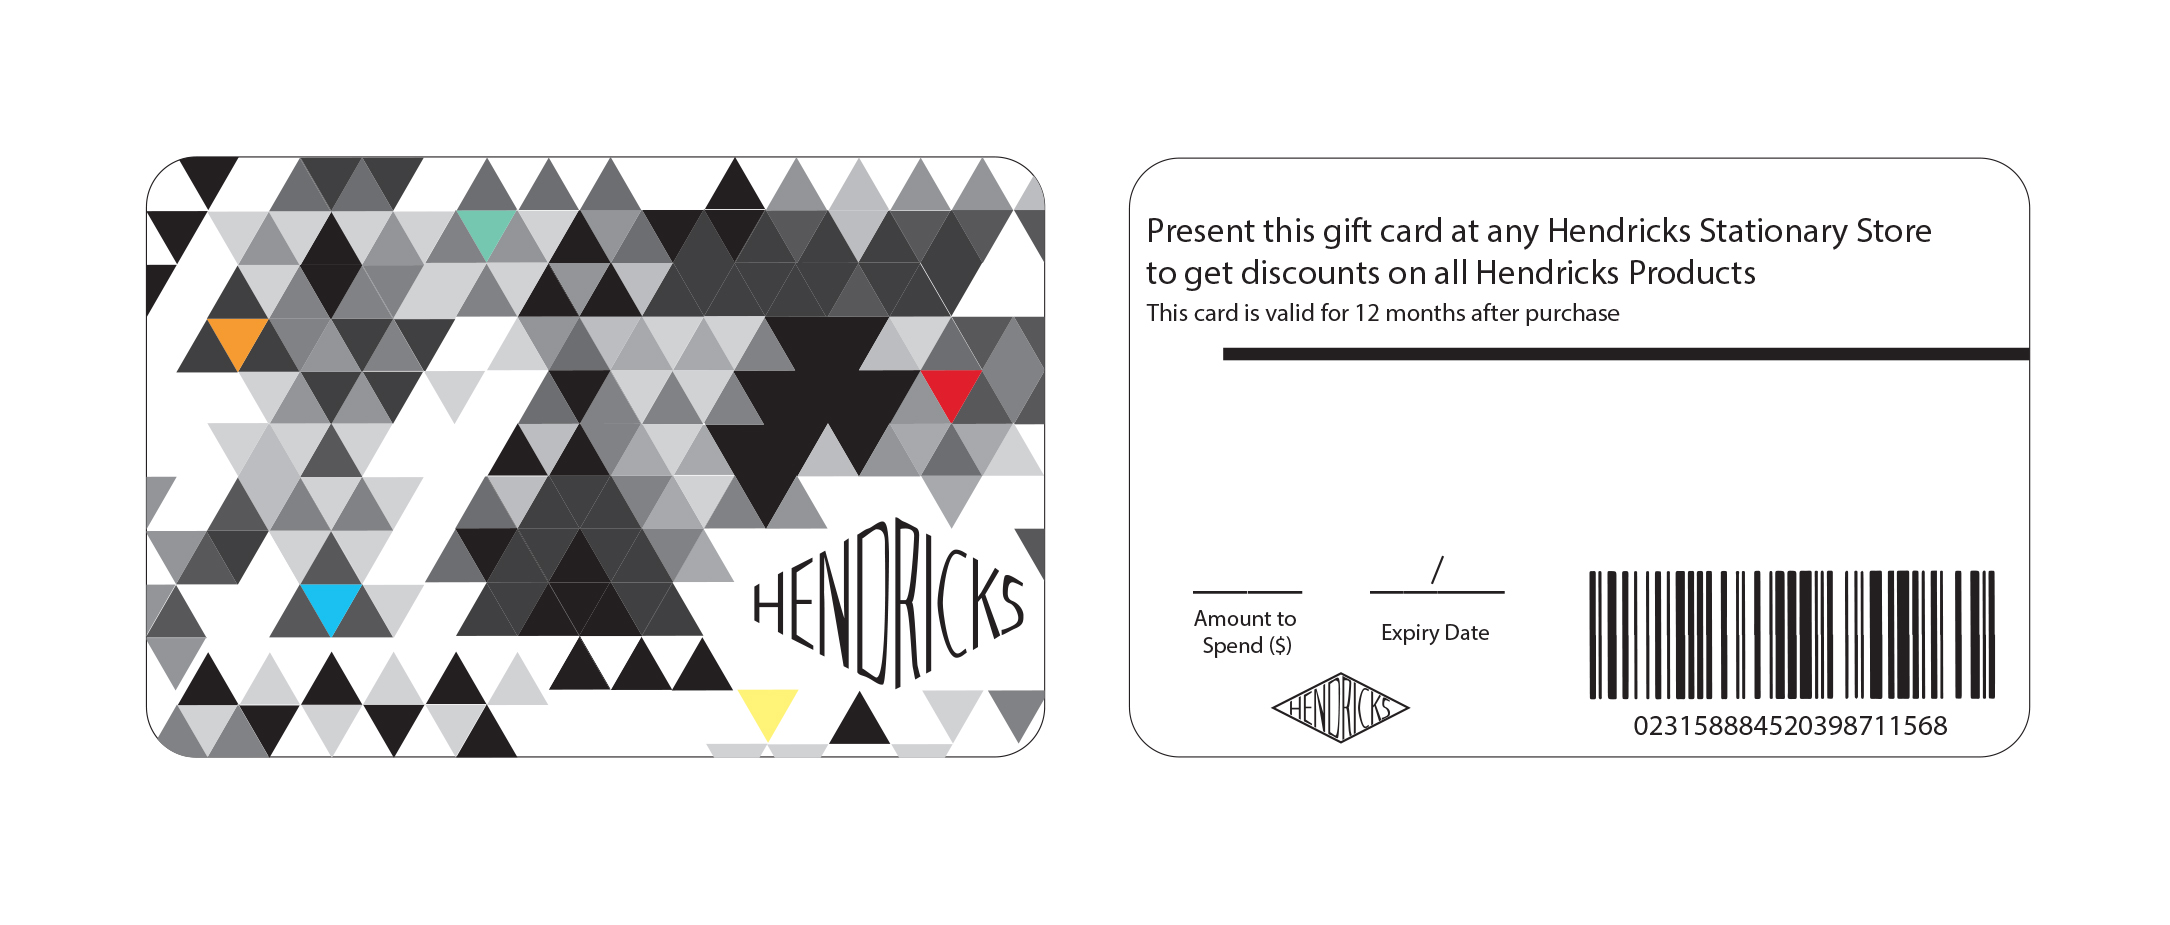 HENDRICKS
Present this gift card at any Hendricks Stationary Store
to get discounts on all Hendricks Products
This card is valid for 12 months after purchase
/
Amount to
Spend ($)
Expiry Date
HENDRICKS
02315888452039871156​8